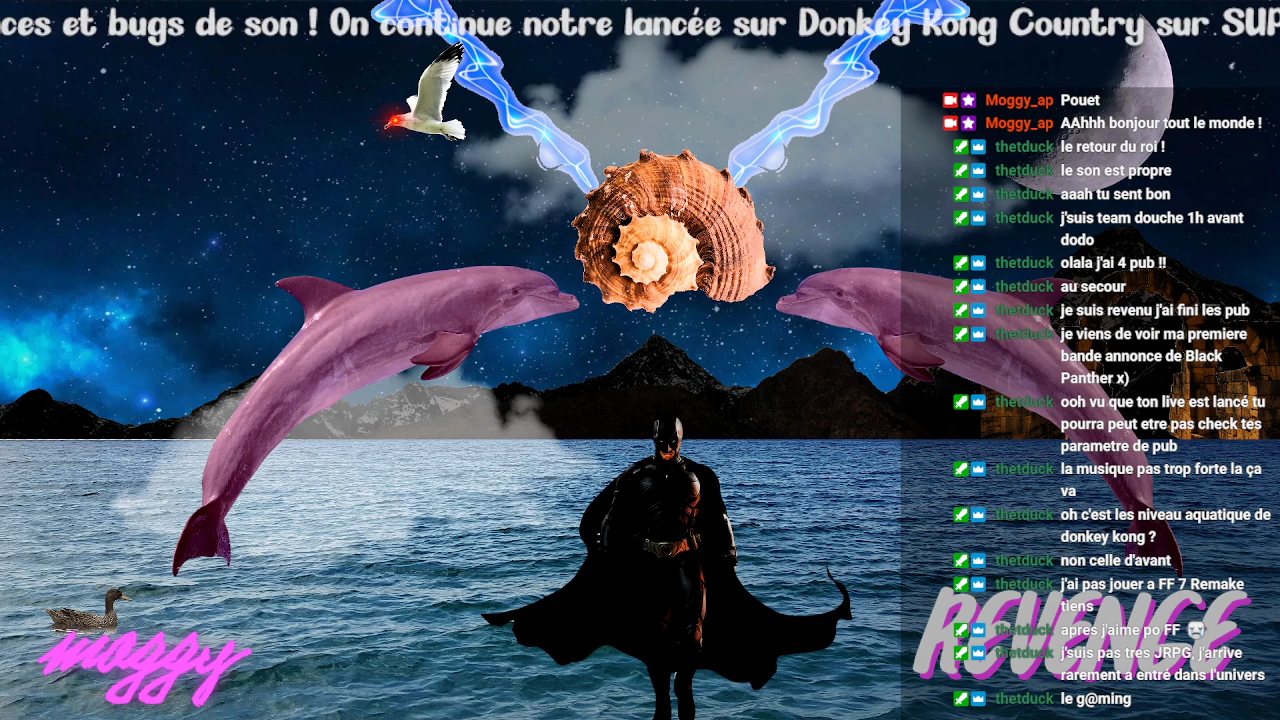 ces et bugs de son ! On continue notre lancée sur Donkey Kong Country sur SUP
Moggy_ap Pouet
Moggy_ap AAhhh bonjour tout le monde !
thetduck le retour du roi !
thetduck le son est propre
thetduck aaah tu sent bon
thetduck j'suis team douche 1h avant
dodo
thetduck olala j'ai 4 pub !!
thetduck au secour
thetduck je suis revenu j'ai fini les pub
thetduck je viens de voir ma premiere
bande annonce de Black
Panther x)
thetduck ooh vu que ton live est lancé tu
pourra peut etre pas check tes
parametre de pub
thetduck la musique pas trop forte la ça
va
thetduck oh c'est les niveau aquatique de
donkey kong ?
thetduck non celle d'avant
thetduck j'ai pas jouer a FF 7 Remake
tiens
thetduck apres j'aime po FF
thetduck j'suis pas tres JRPG, j'arrive
rarement a entré dans l'univers
thetduck le g@ming
moggy
REVENGE